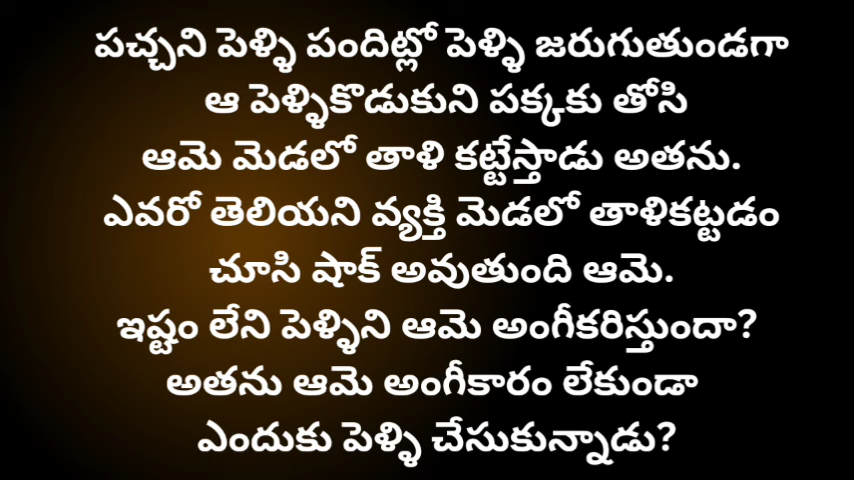 పచ్చని పెళ్ళి పందిట్లో పెళ్ళి జరుగుతుండగా
ఆ పెళ్ళికొడుకుని పక్కకు తోసి
ఆమె మెడలో తాళి కట్టేస్తాడు అతను.
ఎవరో తెలియని వ్యక్తి మెడలో తాళికట్టడం
చూసి షాక్ అవుతుంది ఆమె.
ఇష్టం లేని పెళ్ళిని ఆమె అంగీకరిస్తుందా?
అతను ఆమె అంగీకారం లేకుండా
ఎందుకు పెళ్ళి చేసుకున్నాడు?